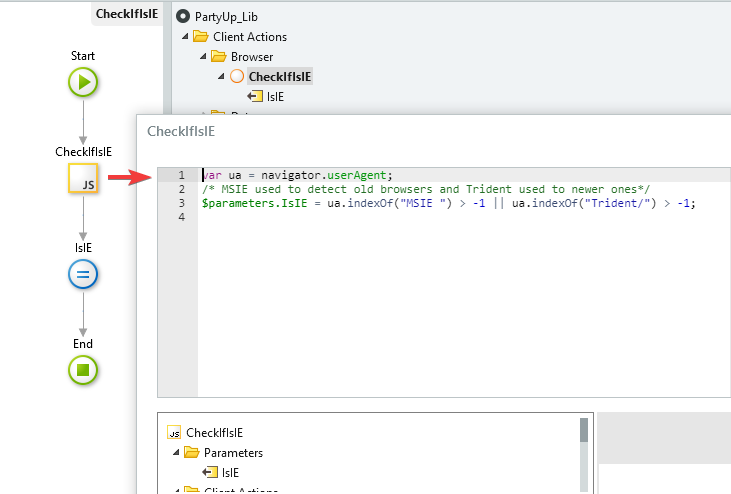 CheckIfIsIE
PartyUp_Lib
Client Actions
Browser
CheckIfIsIE
IsIE
Start
CheckIfIsIE
JS
IsIE
End
CheckIfIsIE
1 var ua = navigator.userAgent;
2 /* MSIE used to detect old browsers and Trident used to newer ones*/
3 $parameters.IsIE = ua.indexOf("MSIE ") > -1 || ua.indexOf("Trident/") > -1;
4
JS CheckIfIsIE
Parameters
IsIE
Client Actions